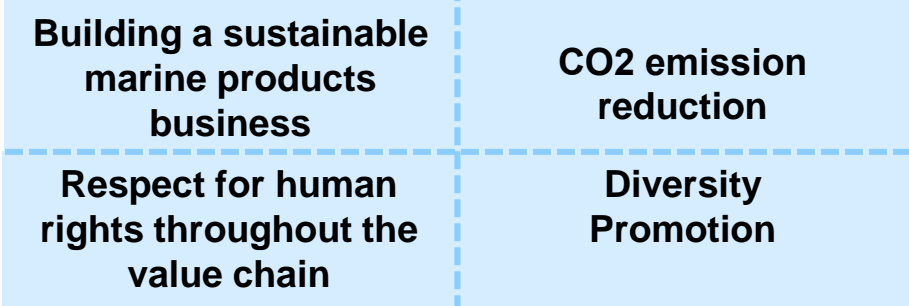 Building a sustainable
marine products
business
CO2 emission
reduction
Respect for human
rights throughout the
value chain
Diversity
Promotion